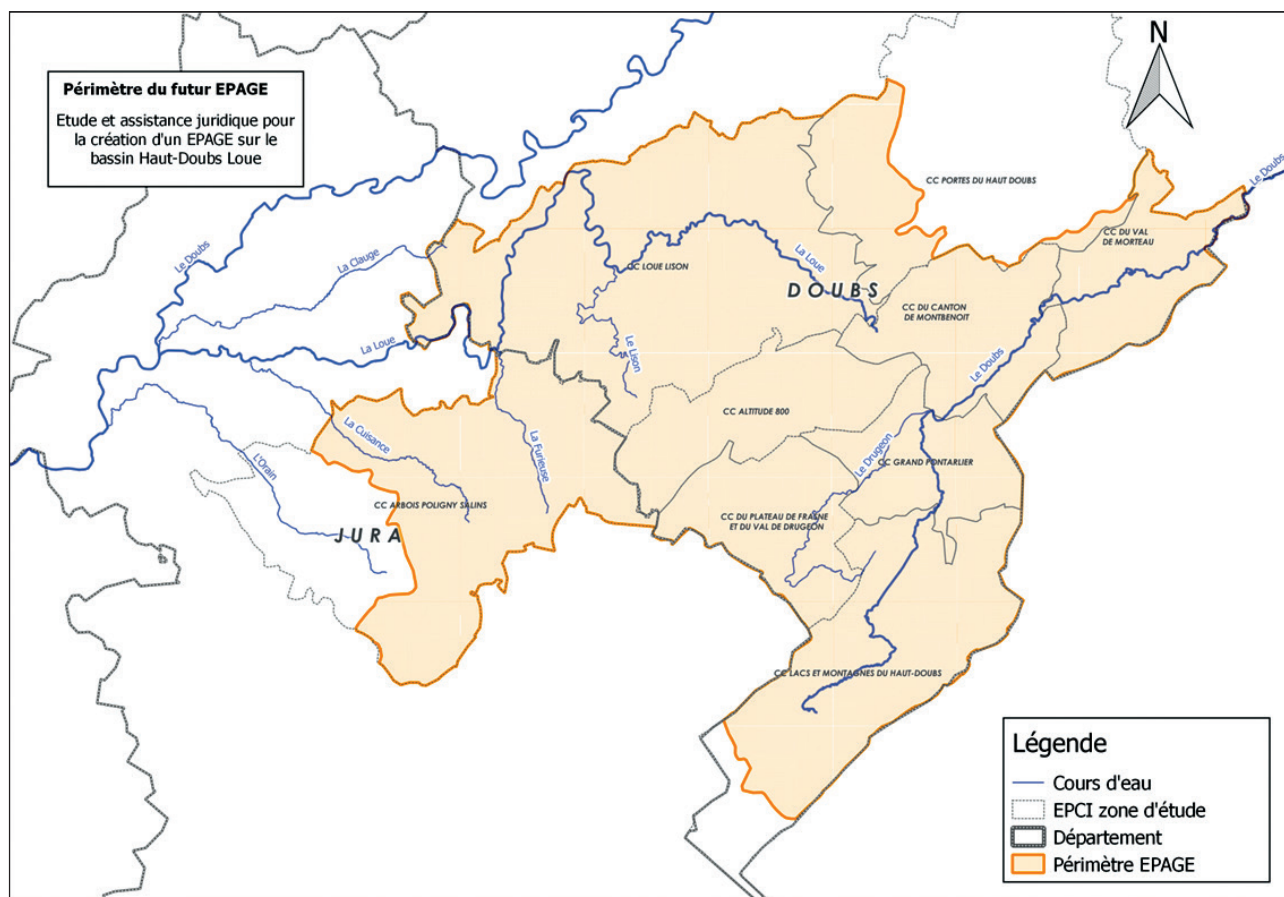 Périmètre du futur EPAGE
Etude et assistance juridique pour
la création d'un EPAGE sur le
bassin Haut-Doubs Loue
N
CC PORTES DU HAUT DOUBS
Le Doubs
CC DU VAL
DE MORTEAU
Le Doubs
La Clauge
CC LOUE LISON
La Loue
DOUBS
CC DU CANTON
DE MONTBENOIT
La Loue
Le Lison
Le Doubs
CC ALTITUDE 800
La Cuisance
La Furieuse
Le Drugeon
CC GRAND PONTARLIER
L'Orain
CC ARBOIS POLIGNY SALINS
CC DU PLATEAU DE FRASNE
ET DU VAL DE DRUGEON
JURA
CC LACS ET MONTAGNES DU HAUT-DOUBS
Légende
Cours d'eau
EPCI zone d'étude
Département
Périmètre EPAGE